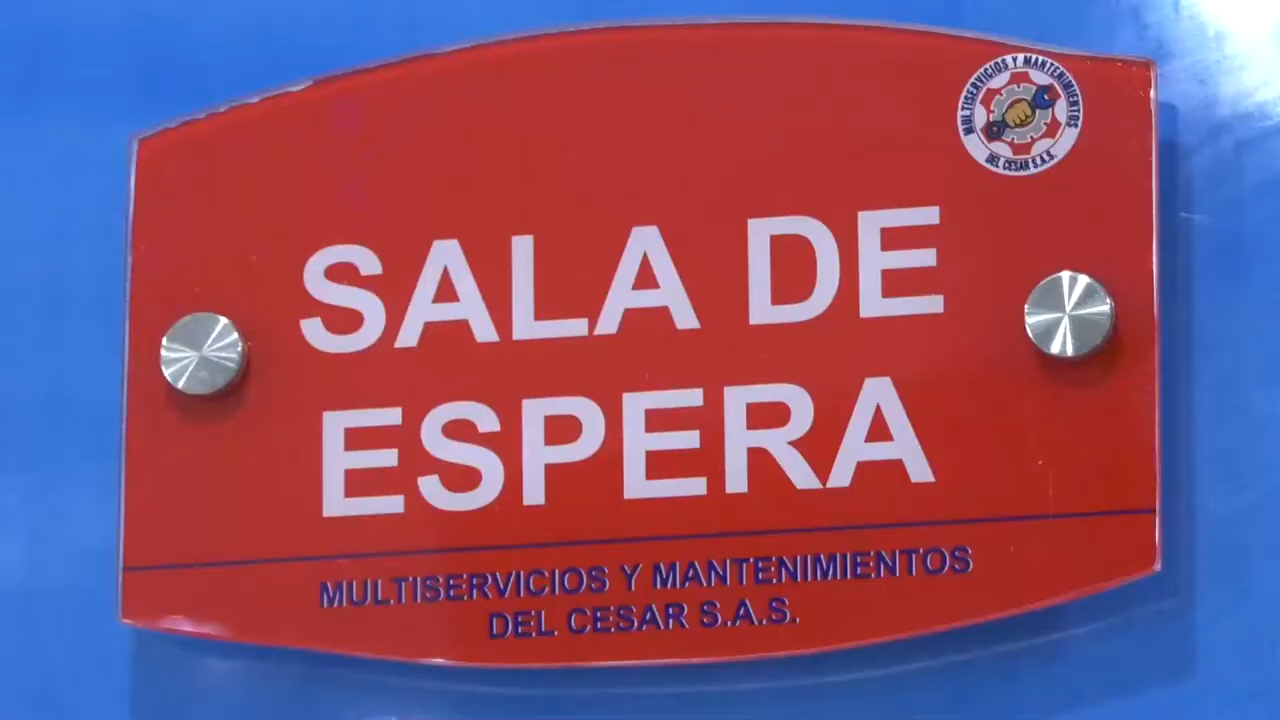 MULTISERVICIOS Y MANTENIMIENTOS
DEL CESAR S.A.S.
SALA DE
ESPERA
MULTISERVICIOS Y MANTENIMIENTOS
DEL CESAR S.A.S.